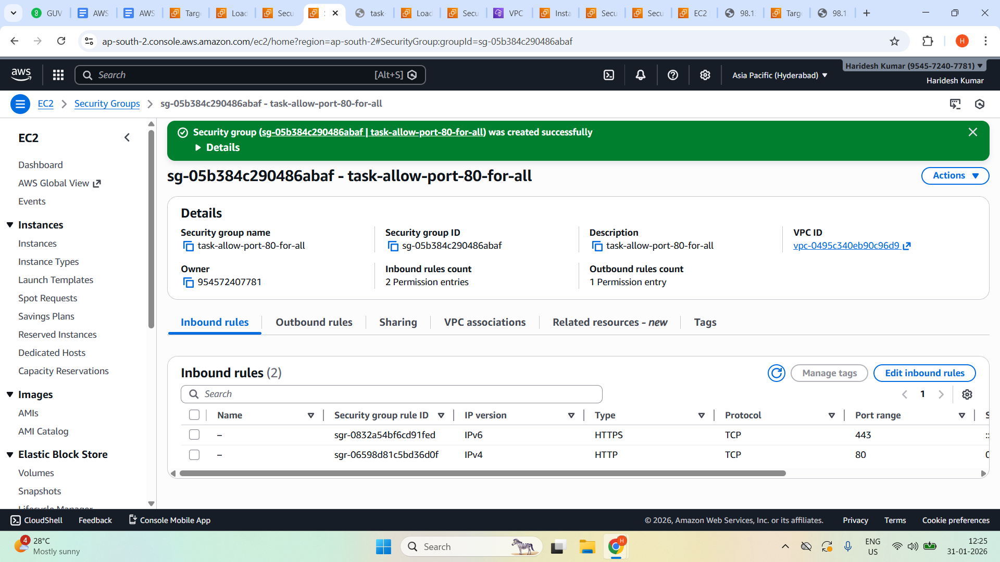 GUV
AWS
AWS
Targ
Load
Secu
S
task-
Load
Secu
VPC
Insta
Secu
Secu
EC2
98.1
Targ
98.1
ap-south-2.console.aws.amazon.com/ec2/home?region=ap-south-2#SecurityGroup:groupId=sg-05b384c290486abaf
H
aws
Search
[Alt+S]
Asia Pacific (Hyderabad)
Haridesh Kumar (9545-7240-7781)
Haridesh Kumar
EC2
Security Groups
sg-05b384c290486abaf - task-allow-port-80-for-all
EC2
Dashboard
AWS Global View
Events
Instances
Instances
Instance Types
Launch Templates
Spot Requests
Savings Plans
Reserved Instances
Dedicated Hosts
Capacity Reservations
Images
AMIs
AMI Catalog
Elastic Block Store
Volumes
Snapshots
Lifecycle Manager
Security group (sg-05b384c290486abaf | task-allow-port-80-for-all) was created successfully
Details
sg-05b384c290486abaf - task-allow-port-80-for-all
Actions
Details
Security group name
task-allow-port-80-for-all
Security group ID
sg-05b384c290486abaf
Description
task-allow-port-80-for-all
VPC ID
vpc-0495c340eb90c96d9
Owner
954572407781
Inbound rules count
2 Permission entries
Outbound rules count
1 Permission entry
Inbound rules
Outbound rules
Sharing
VPC associations
Related resources - new
Tags
Inbound rules (2)
Manage tags
Edit inbound rules
Search
1
Name
Security group rule ID
IP version
Type
Protocol
Port range
S
– sgr-0832a54bf6cd91fed IPv6 HTTPS TCP 443 ::
– sgr-06598d81c5bd36d0f IPv4 HTTP TCP 80 0
CloudShell
Feedback
Console Mobile App
© 2026, Amazon Web Services, Inc. or its affiliates.
Privacy
Terms
Cookie preferences
4
28°C
Mostly sunny
Search
H
ENG
US
12:25
31-01-2026